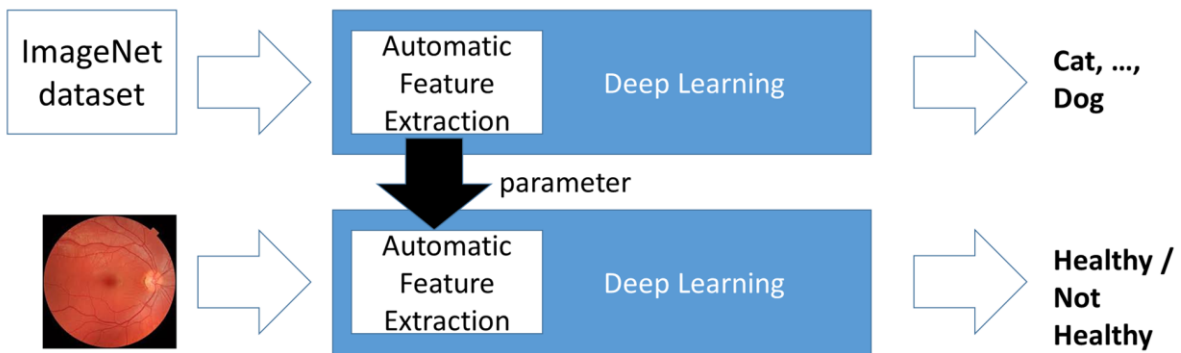 ImageNet
dataset
Automatic
Feature
Extraction
Deep Learning
Cat, ...,
Dog
parameter
Automatic
Feature
Extraction
Deep Learning
Healthy /
Not
Healthy